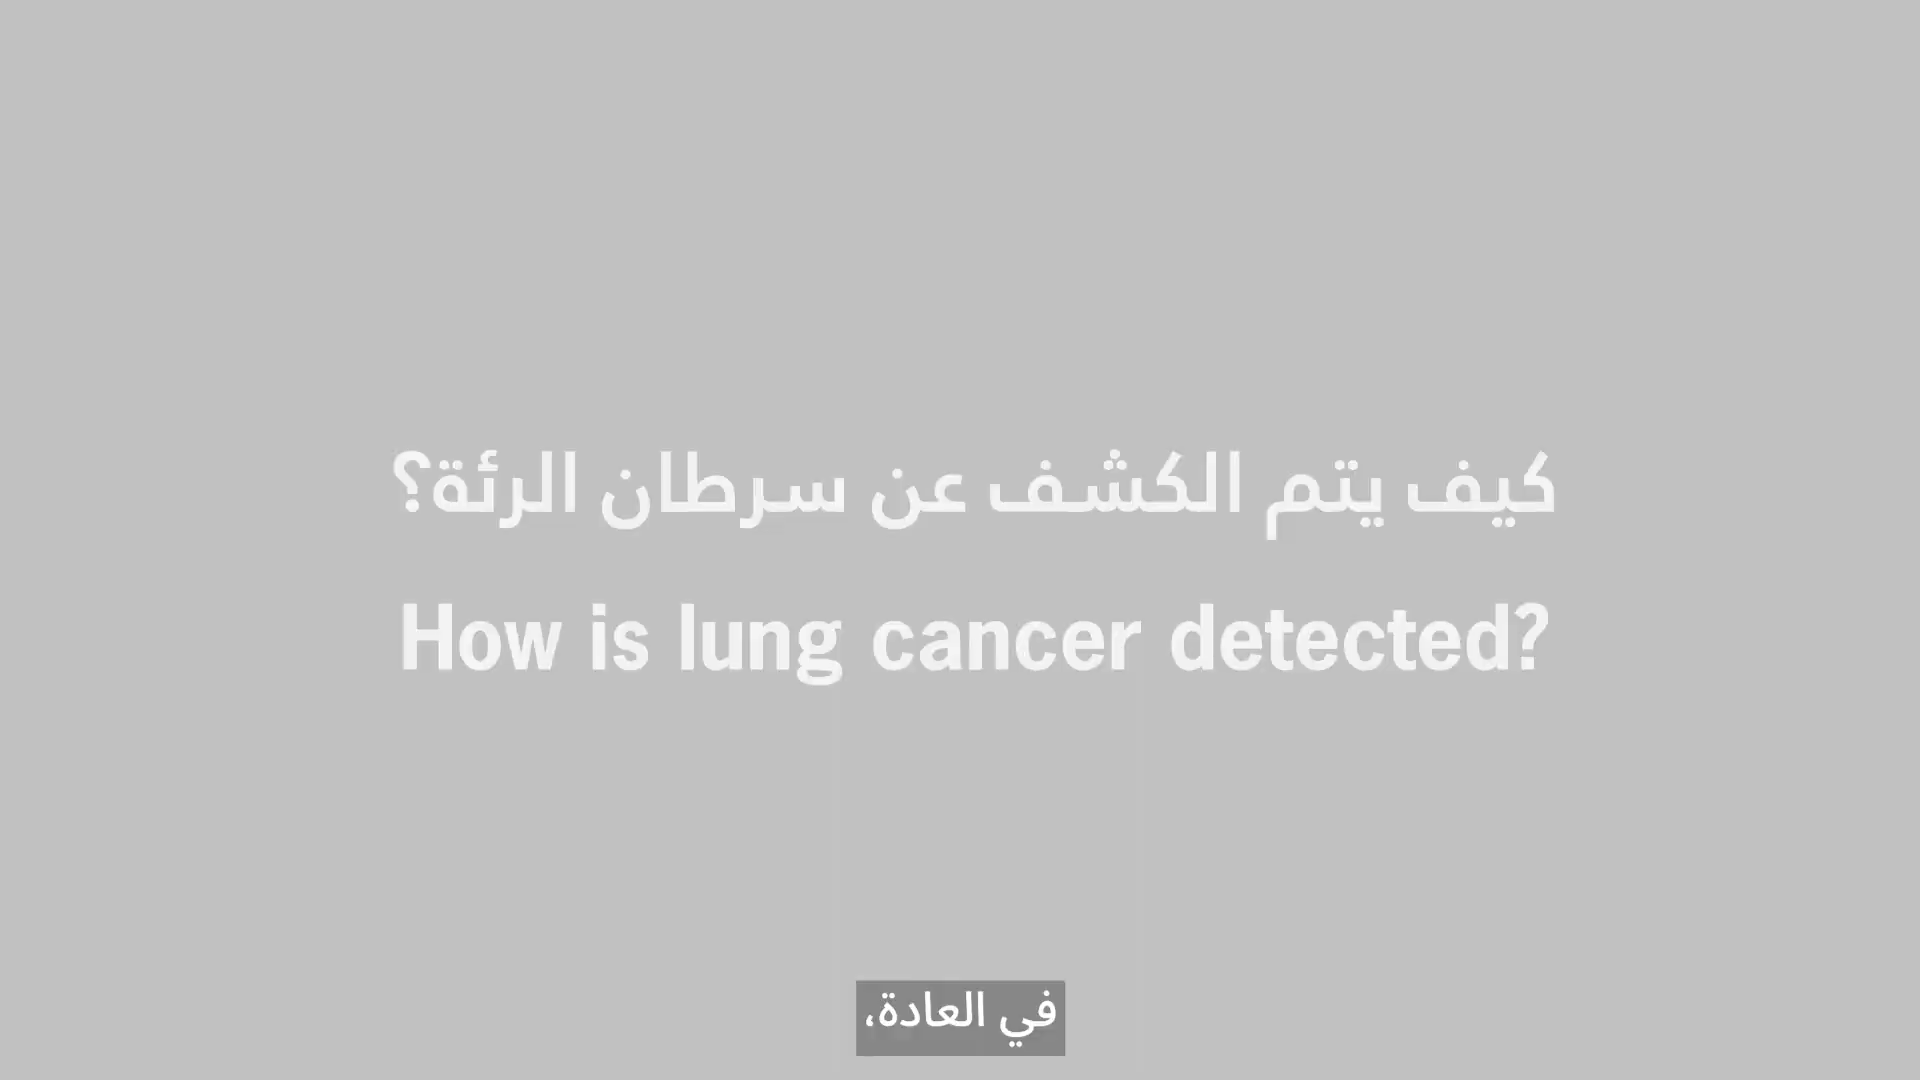 كيف يتم الكشف عن سرطان الرئة؟
How is lung cancer detected?
في العادة،